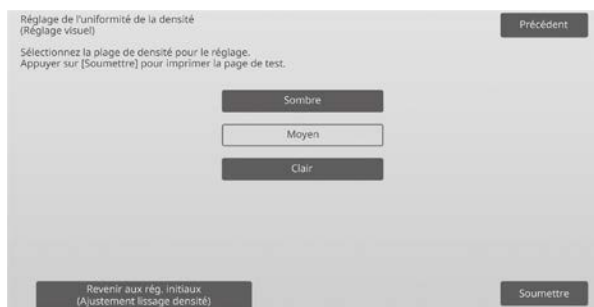 Réglage de l'uniformité de la densité
(Réglage visuel)
Précédent
Sélectionnez la plage de densité pour le réglage.
Appuyer sur [Soumettre] pour imprimer la page de test.
Sombre
Moyen
Clair
Revenir aux rég. initiaux
(Ajustement lissage densité)
Soumettre